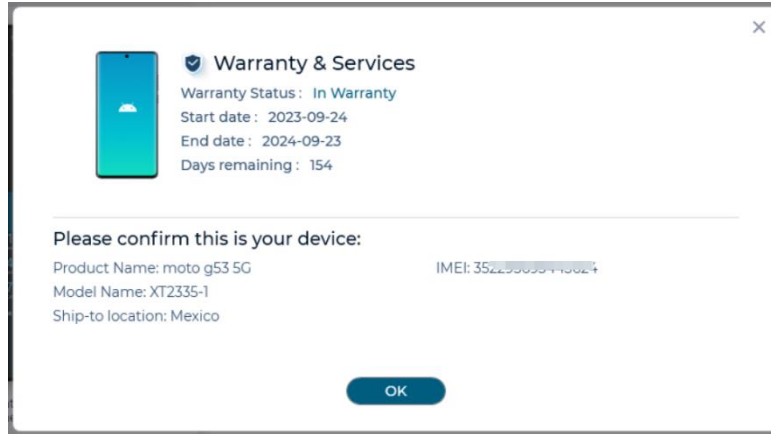 Warranty & Services
Warranty Status : In Warranty
Start date : 2023-09-24
End date : 2024-09-23
Days remaining : 154
Please confirm this is your device:
Product Name: moto g53 5G
IMEI:
Model Name: XT2335-1
Ship-to location: Mexico
OK